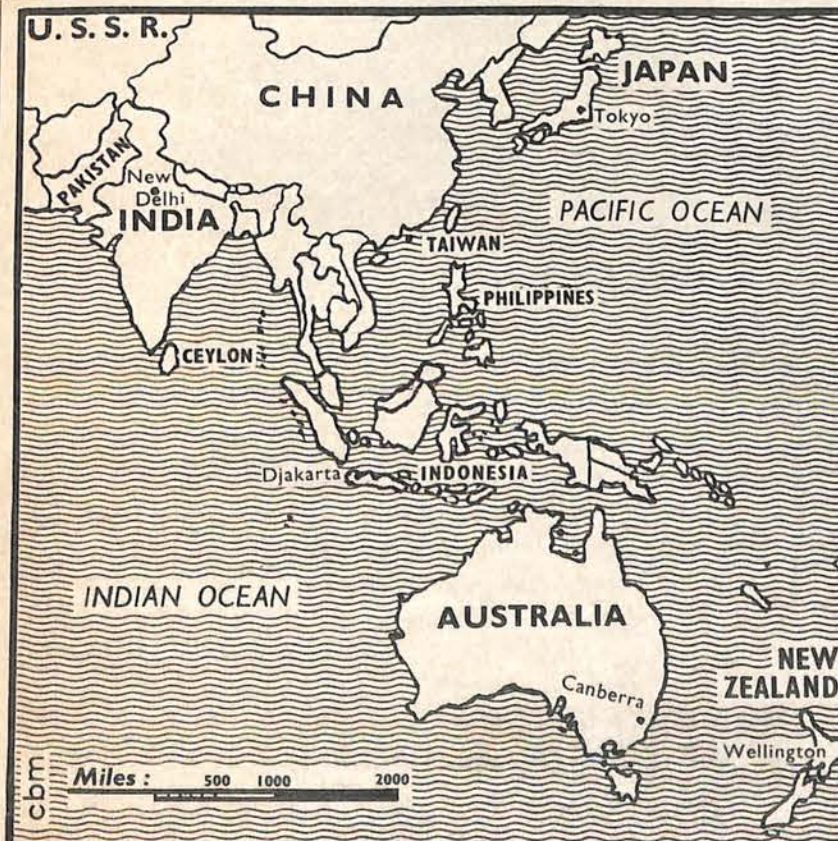 U. S. S. R.
CHINA
JAPAN
Tokyo
PAKISTAN
New
Delhi
INDIA
PACIFIC OCEAN
TAIWAN
PHILIPPINES
CEYLON
Djakarta
INDONESIA
INDIAN OCEAN
AUSTRALIA
Canberra
NEW
ZEALAND
Wellington
Miles :
500
1000
2000
cbm